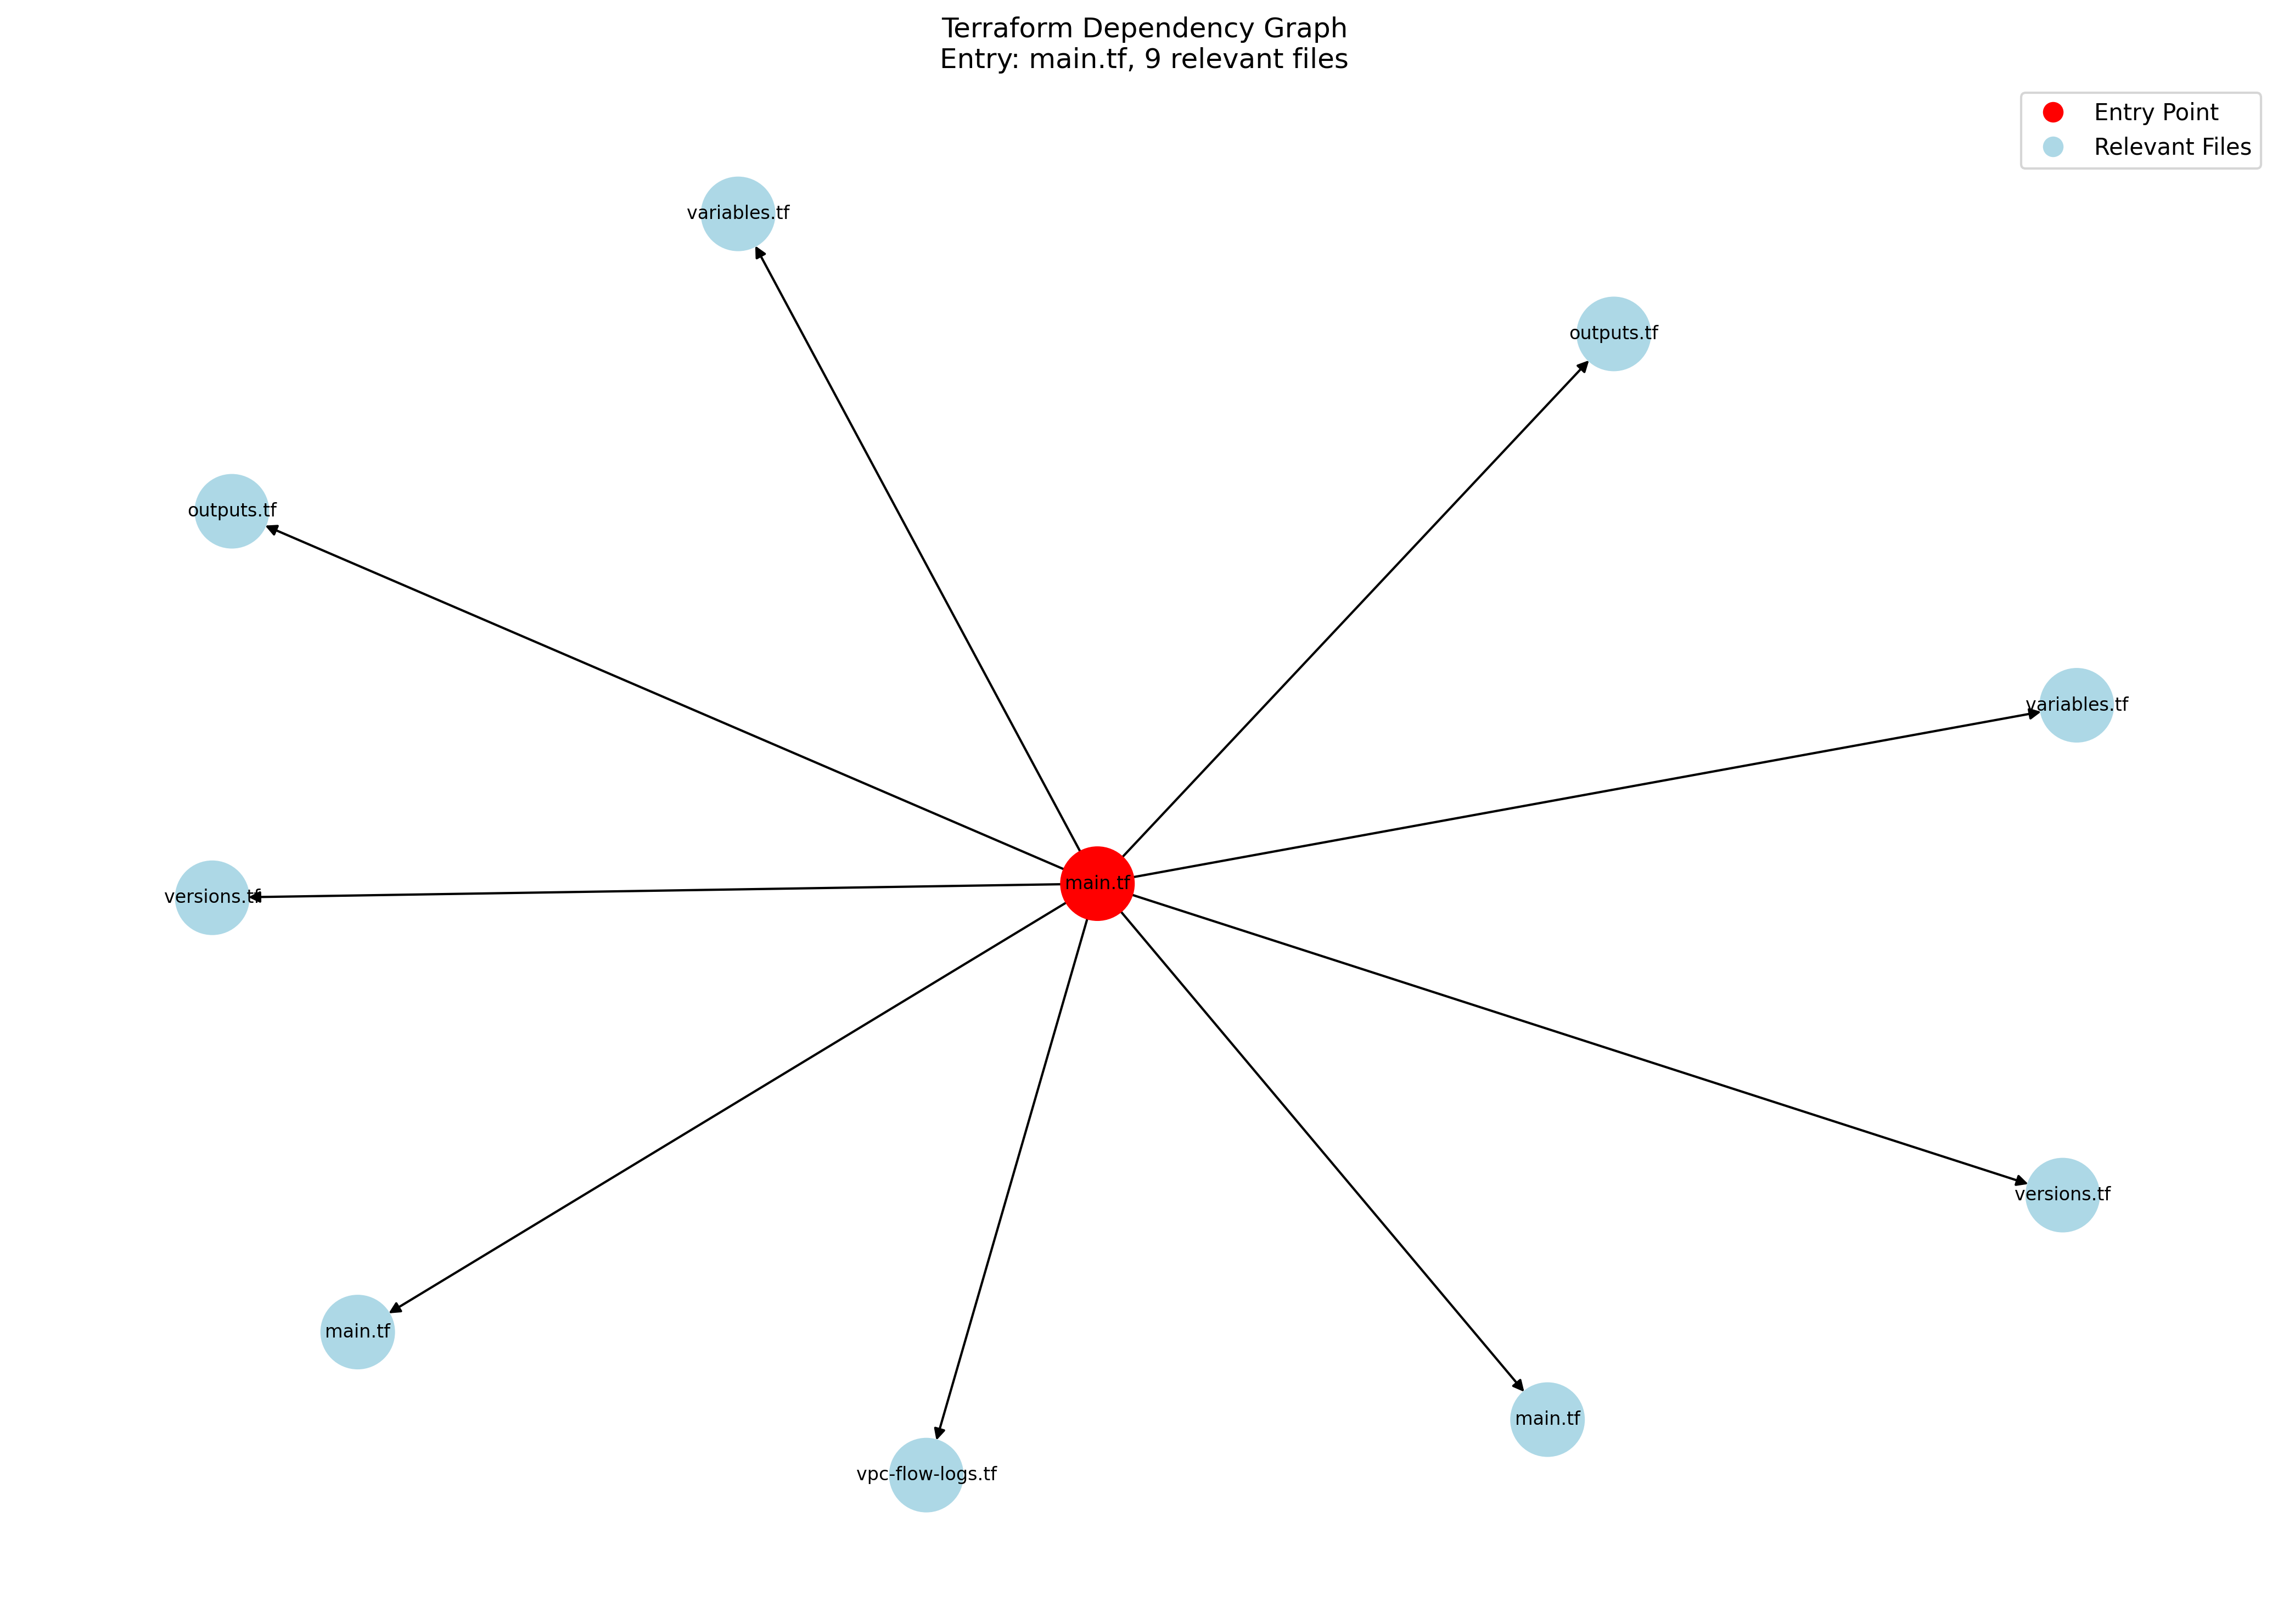 Terraform Dependency Graph
Entry: main.tf, 9 relevant files
Entry Point
Relevant Files
variables.tf
outputs.tf
outputs.tf
variables.tf
main.tf
versions.tf
versions.tf
main.tf
main.tf
vpc-flow-logs.tf